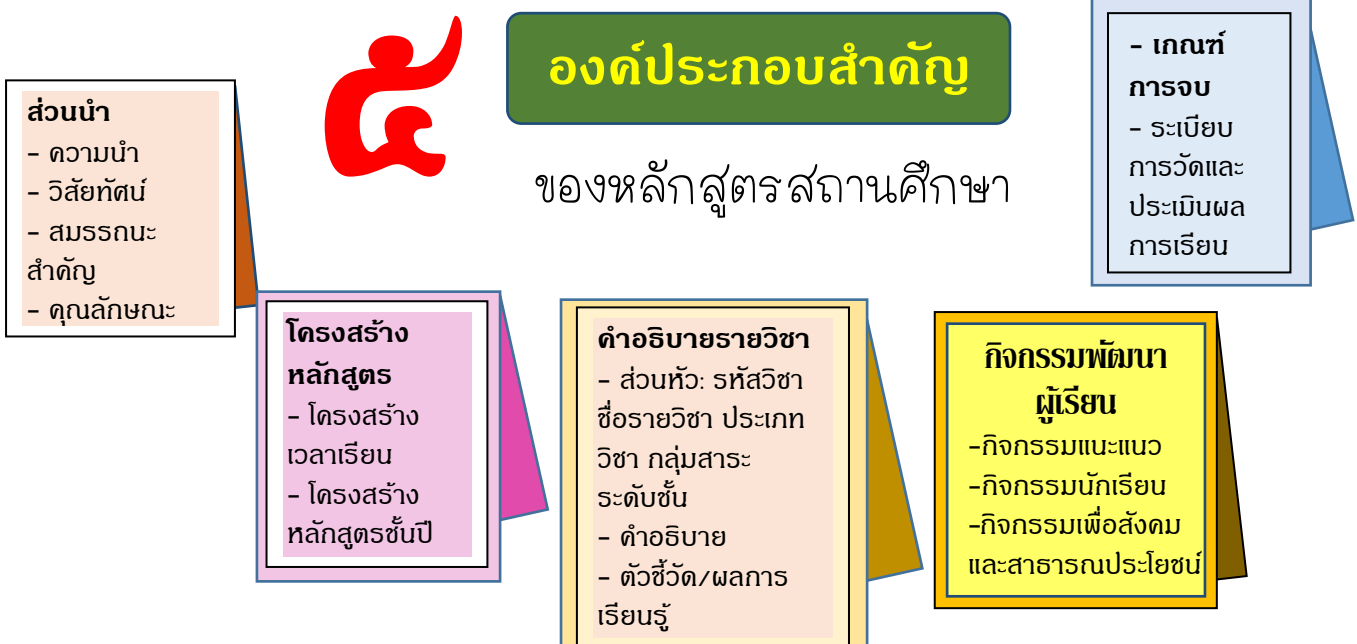 ๕
องค์ประกอบสำคัญ
ของหลักสูตรสถานศึกษา
ส่วนนำ
- ความนำ
- วิสัยทัศน์
- สมรรถนะ
สำคัญ
- คุณลักษณะ
โครงสร้าง
หลักสูตร
- โครงสร้าง
เวลาเรียน
- โครงสร้าง
หลักสูตรชั้นปี
คำอธิบายรายวิชา
- ส่วนหัว: รหัสวิชา
ชื่อรายวิชา ประเภท
วิชา กลุ่มสาระ
ระดับชั้น
- คำอธิบาย
- ตัวชี้วัด/ผลการ
เรียนรู้
กิจกรรมพัฒนา
ผู้เรียน
-กิจกรรมแนะแนว
-กิจกรรมนักเรียน
-กิจกรรมเพื่อสังคม
และสาธารณประโยชน์
- เกณฑ์
การจบ
- ระเบียบ
การวัดและ
ประเมินผล
การเรียน